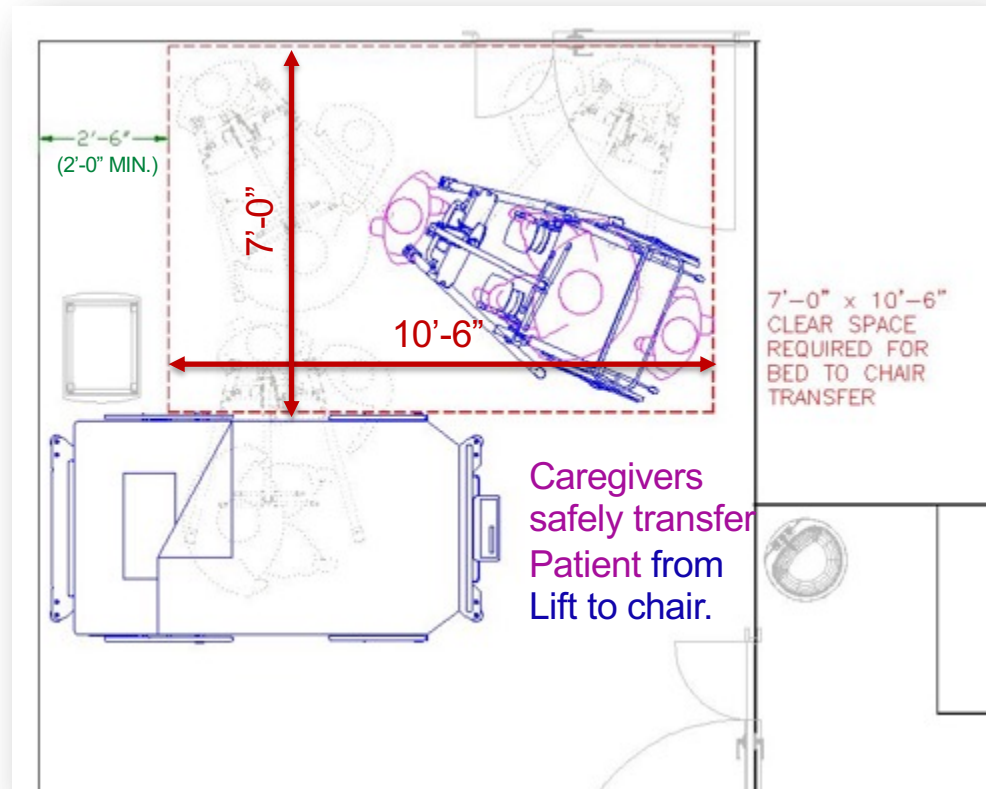 2'-6"
(2'-0" MIN.)
7'-0"
10'-6"
7'-0" x 10'-6"
CLEAR SPACE
REQUIRED FOR
BED TO CHAIR
TRANSFER
Caregivers
safely transfer
Patient from
Lift to chair.